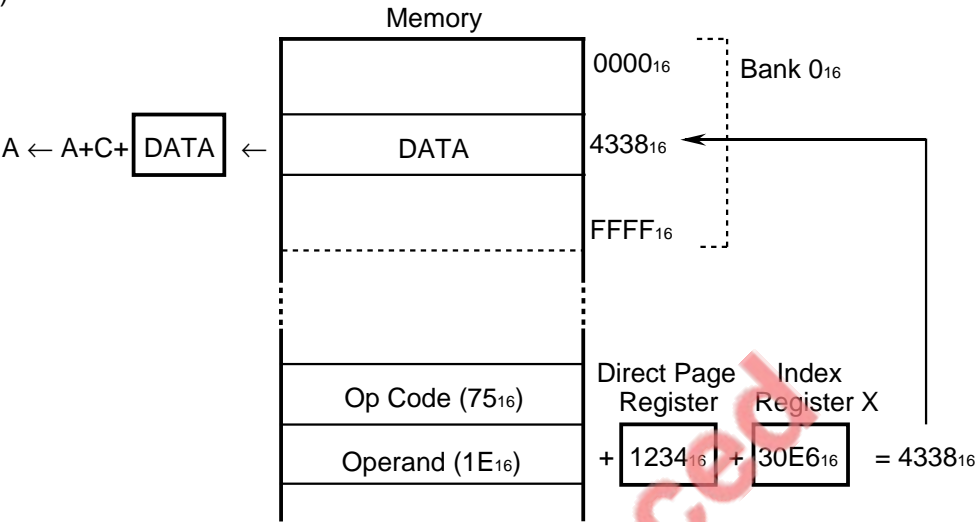 )
Memory
0000₁₆
Bank 0₁₆
A ← A+C+ DATA ←
DATA
4338₁₆
FFFF₁₆
Direct Page Register
Index Register X
Op Code (75₁₆)
Operand (1E₁₆)
+ 1234₁₆ + 30E6₁₆ = 4338₁₆
ced